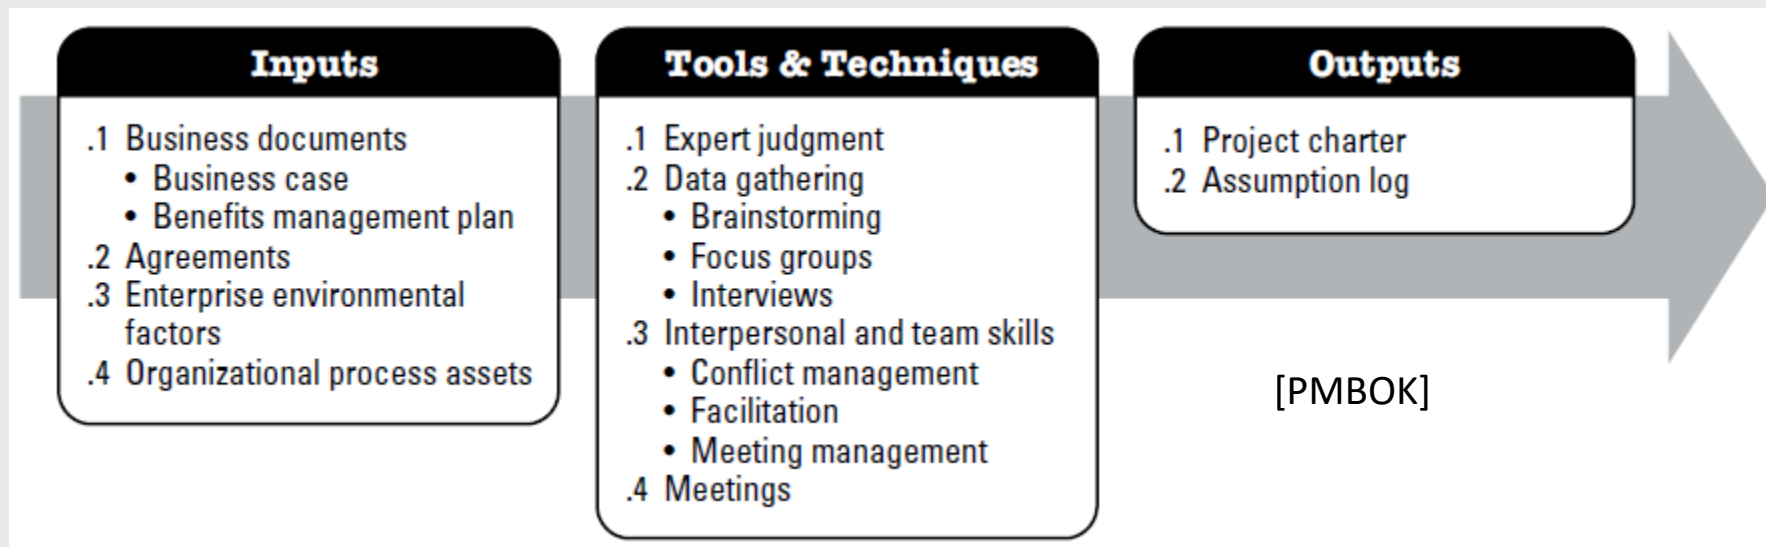 Inputs
.1 Business documents
• Business case
• Benefits management plan
.2 Agreements
.3 Enterprise environmental
factors
.4 Organizational process assets
Tools & Techniques
.1 Expert judgment
.2 Data gathering
• Brainstorming
• Focus groups
• Interviews
.3 Interpersonal and team skills
• Conflict management
• Facilitation
• Meeting management
.4 Meetings
Outputs
.1 Project charter
.2 Assumption log
[PMBOK]